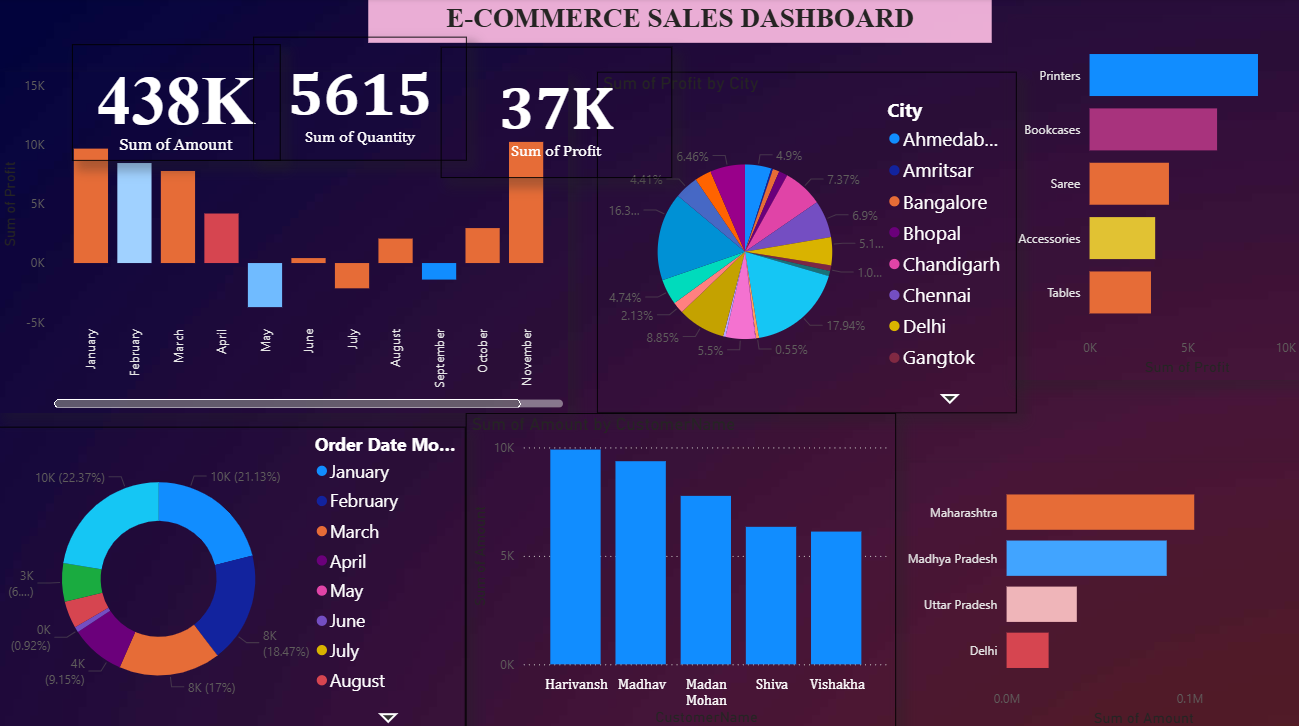 E-COMMERCE SALES DASHBOARD
438K
Sum of Amount
5615
Sum of Quantity
37K
Sum of Profit
Sum of Profit
15K
10K
5K
0K
-5K
January
February
March
April
May
June
July
August
September
October
November
Sum of Profit by City
6.46%
4.9%
4.41%
7.37%
16.3...
6.9%
5.1...
1.0...
4.74%
2.13%
17.94%
8.85%
5.5%
0.55%
City
Ahmedab...
Amritsar
Bangalore
Bhopal
Chandigarh
Chennai
Delhi
Gangtok
Printers
Bookcases
Saree
Accessories
Tables
0K
5K
10K
Sum of Profit
10K (22.37%)
10K (21.13%)
3K
(6....)
0K
(0.92%)
4K
(9.15%)
8K (17%)
8K
(18.47%)
Order Date Mo...
January
February
March
April
May
June
July
August
Sum of Amount by CustomerName
Sum of Amount
10K
5K
0K
Harivansh
Madhav
Madan
Mohan
Shiva
Vishakha
Maharashtra
Madhya Pradesh
Uttar Pradesh
Delhi
0.0M
0.1M
Sum of Amount